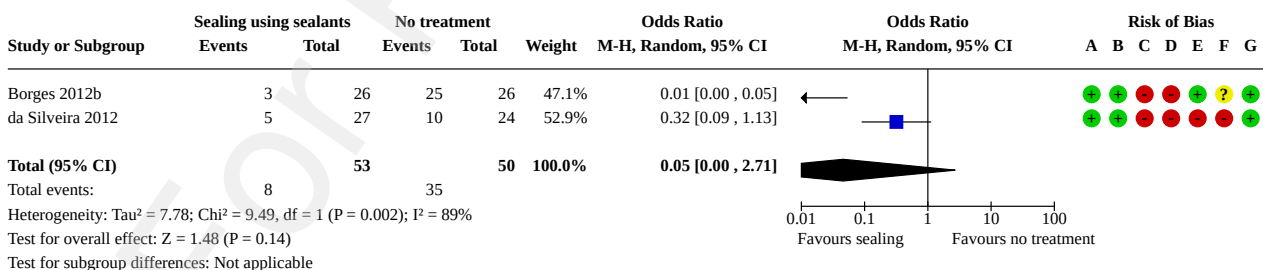 Sealing using sealants No treatment Odds Ratio Odds Ratio Risk of Bias
Study or Subgroup Events Total Events Total Weight M-H, Random, 95% CI M-H, Random, 95% CI A B C D E F G
Borges 2012b 3 26 25 26 47.1% 0.01 [0.00 , 0.05] + + - - + ? +
da Silveira 2012 5 27 10 24 52.9% 0.32 [0.09 , 1.13] + + - - - - +
Total (95% CI) 53 50 100.0% 0.05 [0.00 , 2.71]
Total events: 8 35
Heterogeneity: Tau² = 7.78; Chi² = 9.49, df = 1 (P = 0.002); I² = 89%
0.01 0.1 1 10 100
Test for overall effect: Z = 1.48 (P = 0.14) Favours sealing Favours no treatment
Test for subgroup differences: Not applicable
For